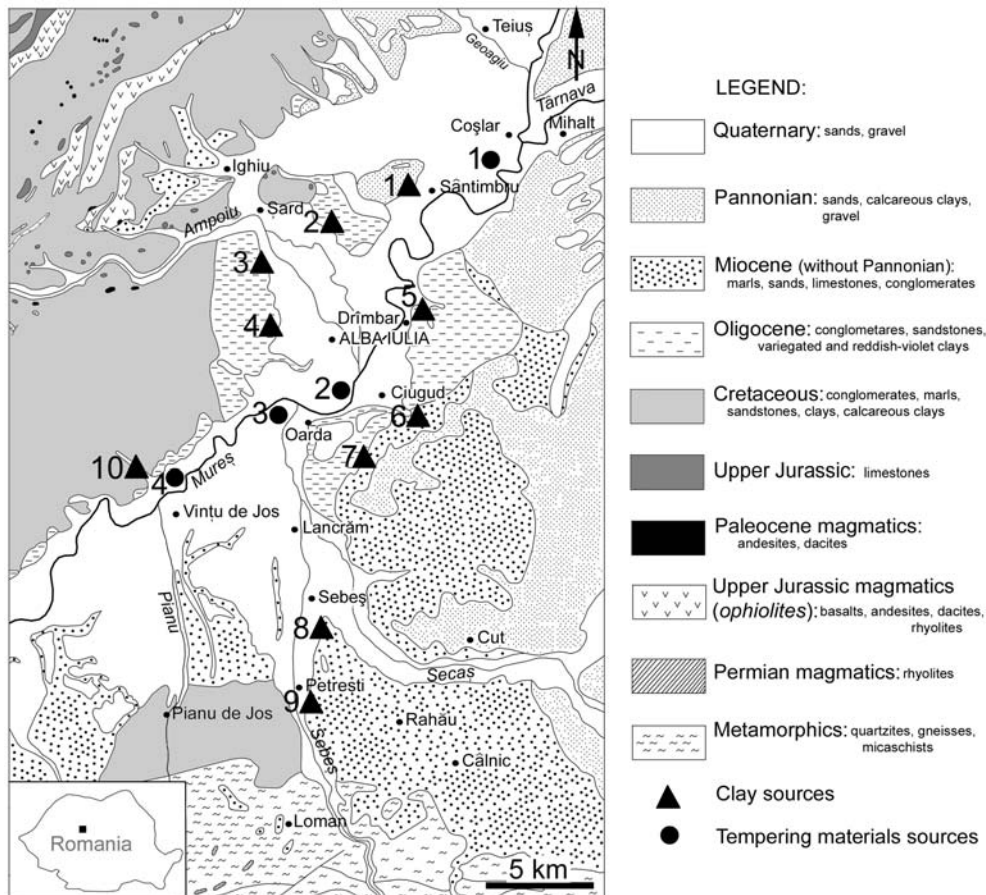 Teiuș
Geoagiu
N
Târnava
Coșlar
Mihalt
1
Ighiu
1
Sântimbru
Sard
Ampoiu
2
3
5
Drîmbar
4
ALBA IULIA
2
Ciugud
3
6
Oarda
7
10
4
Mureș
Vințu de Jos
Lancrăm
Pianu
Sebeș
8
Cut
Secaș
Petrești
9
Pianu de Jos
Rahău
Sebeș
Câlnic
Loman
Romania
5 km
LEGEND:
Quaternary: sands, gravel
Pannonian: sands, calcareous clays,
gravel
Miocene (without Pannonian):
marls, sands, limestones, conglomerates
Oligocene: conglometares, sandstones,
variegated and reddish-violet clays
Cretaceous: conglomerates, marls,
sandstones, clays, calcareous clays
Upper Jurassic: limestones
Paleocene magmatics:
andesites, dacites
Upper Jurassic magmatics
(ophiolites): basalts, andesites, dacites,
rhyolites
Permian magmatics: rhyolites
Metamorphics: quartzites, gneisses,
micaschists
Clay sources
Tempering materials sources